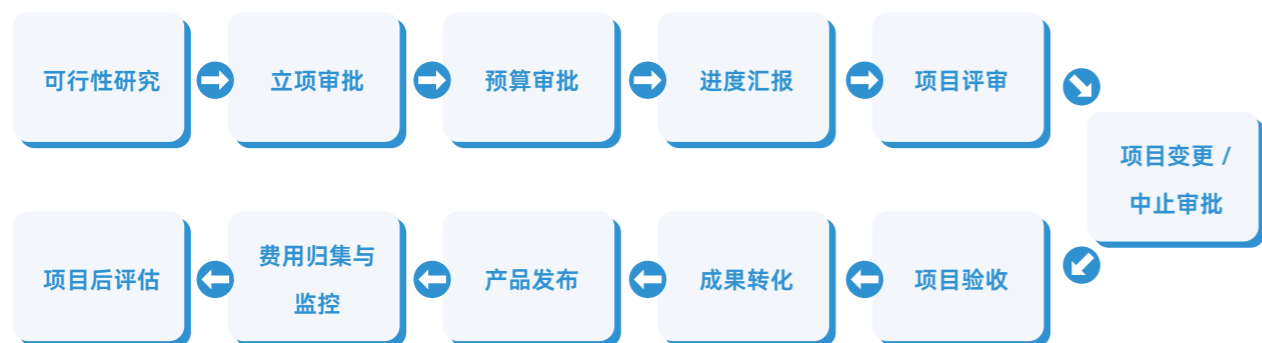 可行性研究
立项审批
预算审批
进度汇报
项目评审
项目变更 /
中止审批
项目验收
成果转化
产品发布
费用归集与
监控
项目后评估